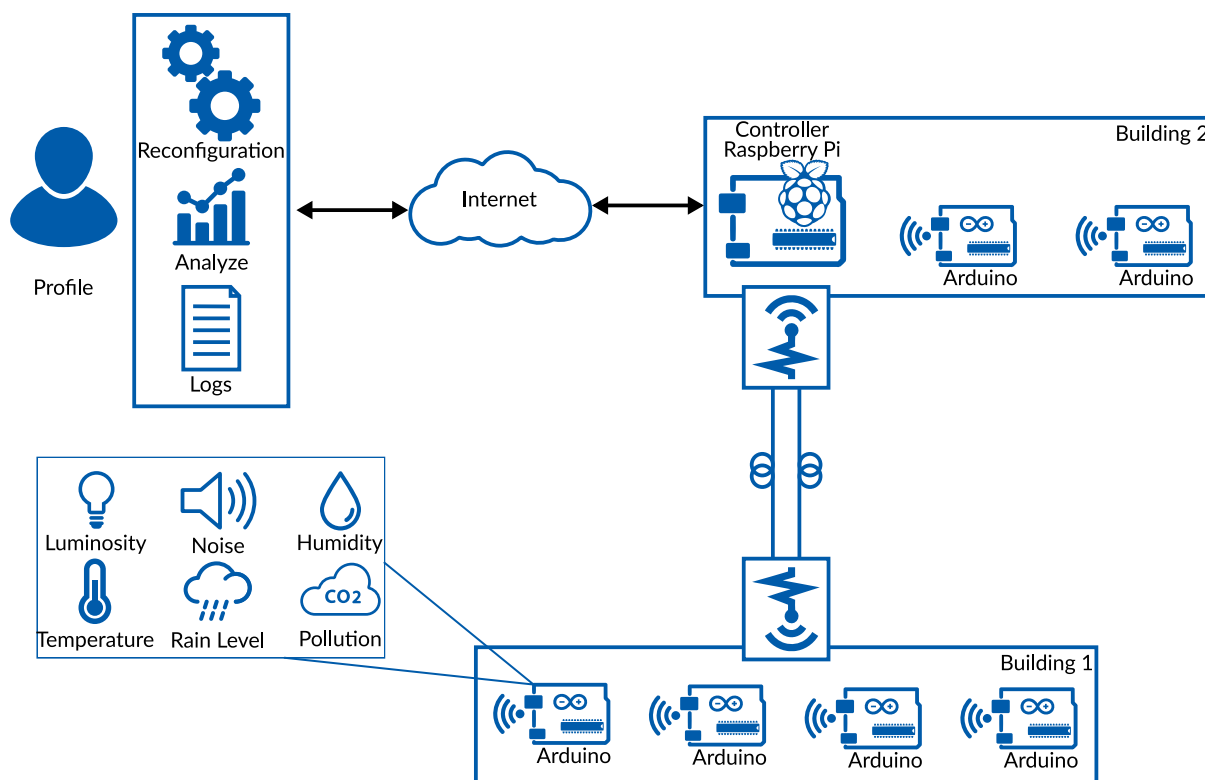 Reconfiguration
Analyze
Logs
Profile
Internet
Controller
Raspberry Pi
Building 2
Arduino
Arduino
Luminosity
Noise
Humidity
CO2
Temperature
Rain Level
Pollution
Building 1
Arduino
Arduino
Arduino
Arduino